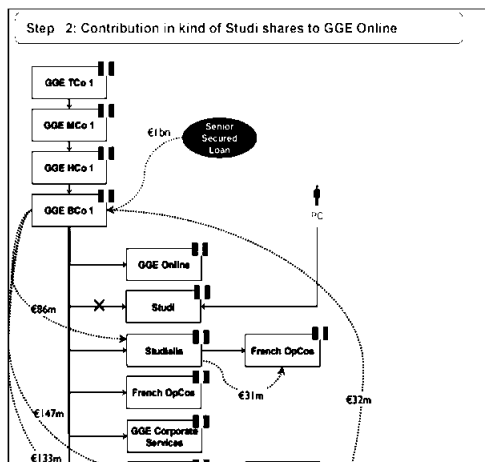 Step 2: Contribution in kind of Studi shares to GGE Online
GGE TCo 1
GGE MCo 1
€1bn
Senior
Secured
Loan
GGE HCo 1
GGE BCo 1
PC
GGE Online
Studi
€86m
Studialis
French OpCos
€31m
French OpCos
€32m
€147m
GGE Corporate
Services
€133m